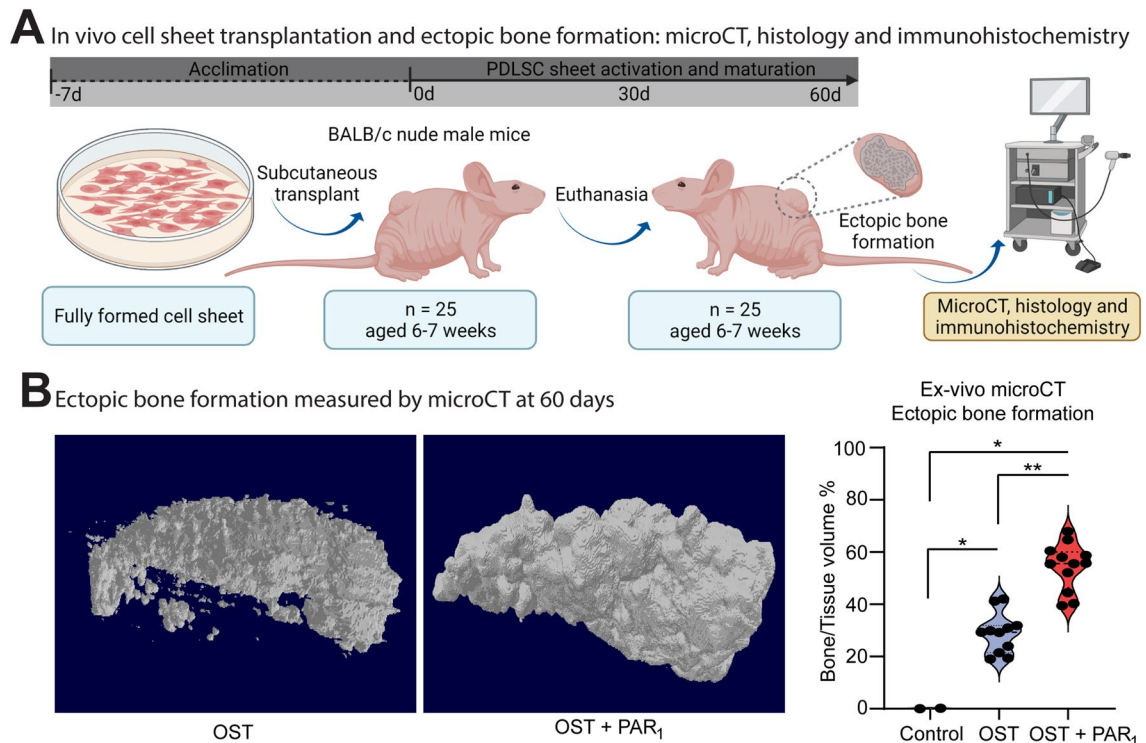 A In vivo cell sheet transplantation and ectopic bone formation: microCT, histology and immunohistochemistry
Acclimation
PDLSC sheet activation and maturation
-7d
0d
30d
60d
BALB/c nude male mice
Subcutaneous
transplant
Euthanasia
Ectopic bone
formation
Fully formed cell sheet
n = 25
aged 6-7 weeks
n = 25
aged 6-7 weeks
MicroCT, histology and
immunohistochemistry
B Ectopic bone formation measured by microCT at 60 days
OST
OST + PAR₁
Ex-vivo microCT
Ectopic bone formation
Bone/Tissue volume %
100
80
60
40
20
0
*
**
*
Control
OST
OST + PAR₁